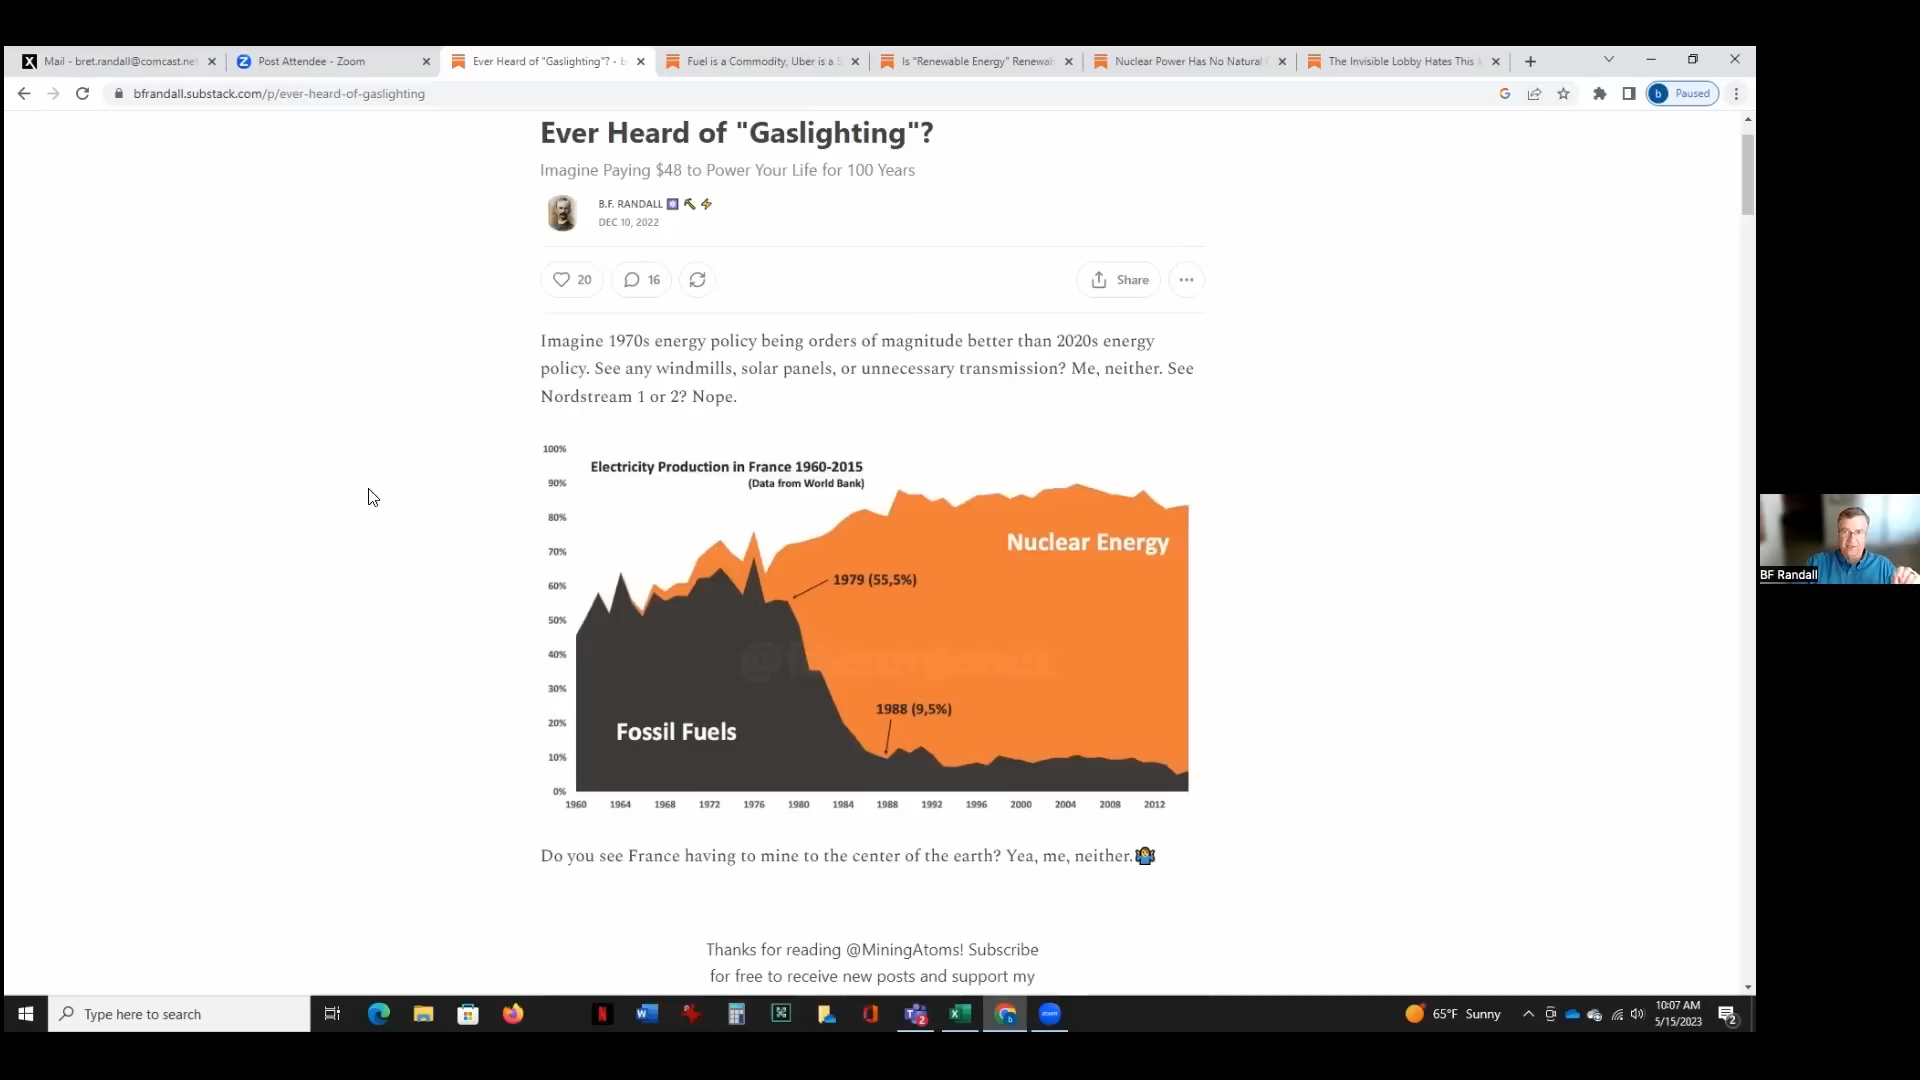 Mail - bret.randall@comcast.ne
Post Attendee - Zoom
Ever Heard of "Gaslighting"? - b
Fuel is a Commodity, Uber is a S
Is "Renewable Energy" Renewab
Nuclear Power Has No Natural
The Invisible Lobby Hates This
bfrandall.substack.com/p/ever-heard-of-gaslighting
b Paused
Ever Heard of "Gaslighting"?
Imagine Paying $48 to Power Your Life for 100 Years
B.F. RANDALL
DEC 10, 2022
20
16
Share
Imagine 1970s energy policy being orders of magnitude better than 2020s energy
policy. See any windmills, solar panels, or unnecessary transmission? Me, neither. See
Nordstream 1 or 2? Nope.
100%
Electricity Production in France 1960-2015
(Data from World Bank)
90%
80%
Nuclear Energy
70%
1979 (55,5%)
60%
50%
40%
30%
1988 (9,5%)
20%
Fossil Fuels
10%
0%
1960 1964 1968 1972 1976 1980 1984 1988 1992 1996 2000 2004 2008 2012
BF Randall
Do you see France having to mine to the center of the earth? Yea, me, neither.
Thanks for reading @MiningAtoms! Subscribe
for free to receive new posts and support my
Type here to search
65°F Sunny
10:07 AM
5/15/2023
2